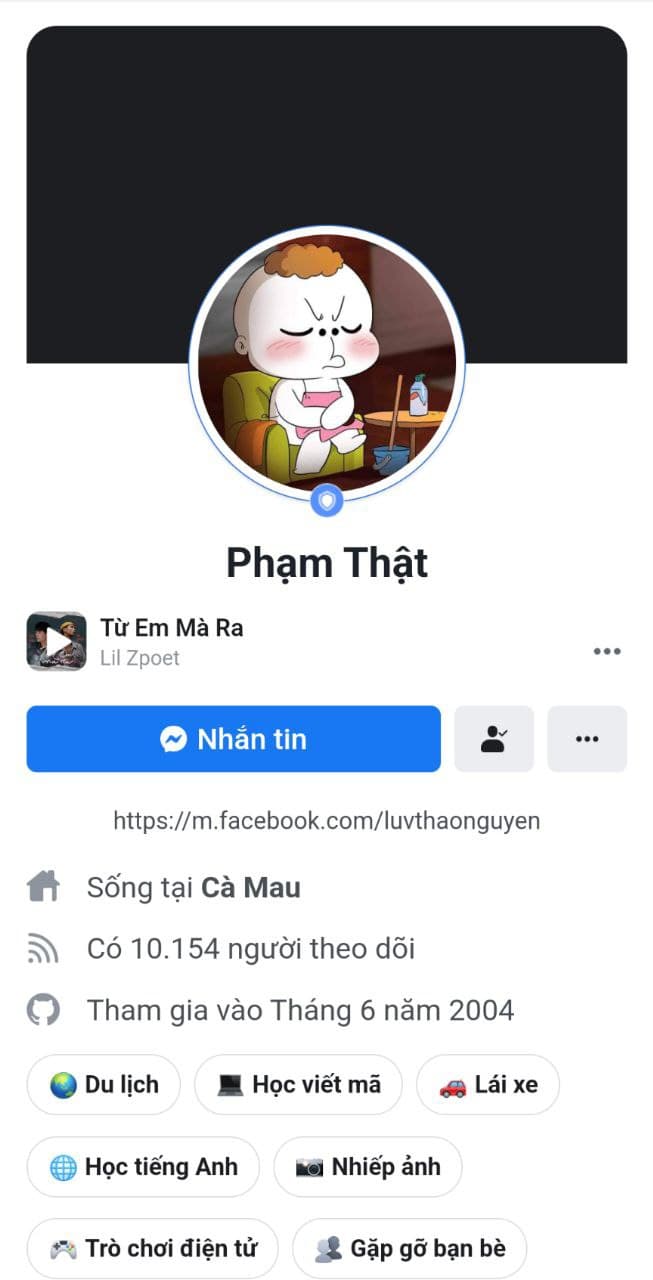 Phạm Thật
Từ Em Mà Ra
Lil Zpoet
Nhắn tin
https://m.facebook.com/luvthaonguyen
Sống tại Cà Mau
Có 10.154 người theo dõi
Tham gia vào Tháng 6 năm 2004
Du lịch
Học viết mã
Lái xe
Học tiếng Anh
Nhiếp ảnh
Trò chơi điện tử
Gặp gỡ bạn bè